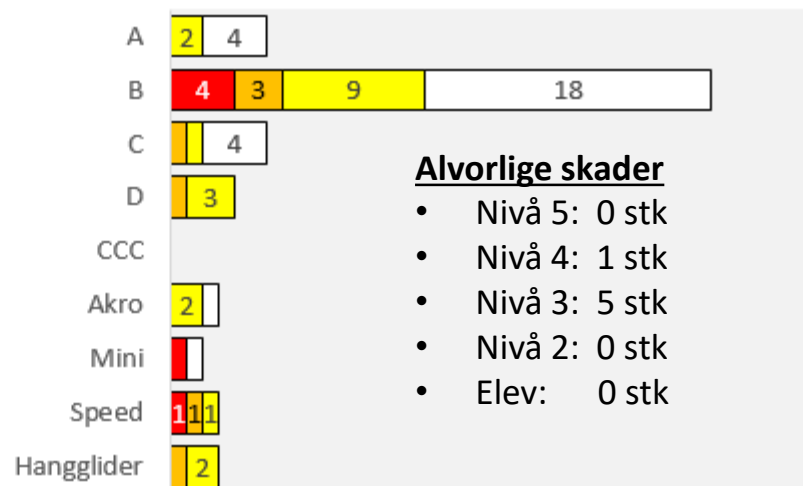 A 2 4
B 4 3 9 18
C 4
D 3
CCC
Akro 2
Mini
Speed 1 1 1
Hangglider 2
Alvorlige skader
• Nivå 5: 0 stk
• Nivå 4: 1 stk
• Nivå 3: 5 stk
• Nivå 2: 0 stk
• Elev: 0 stk